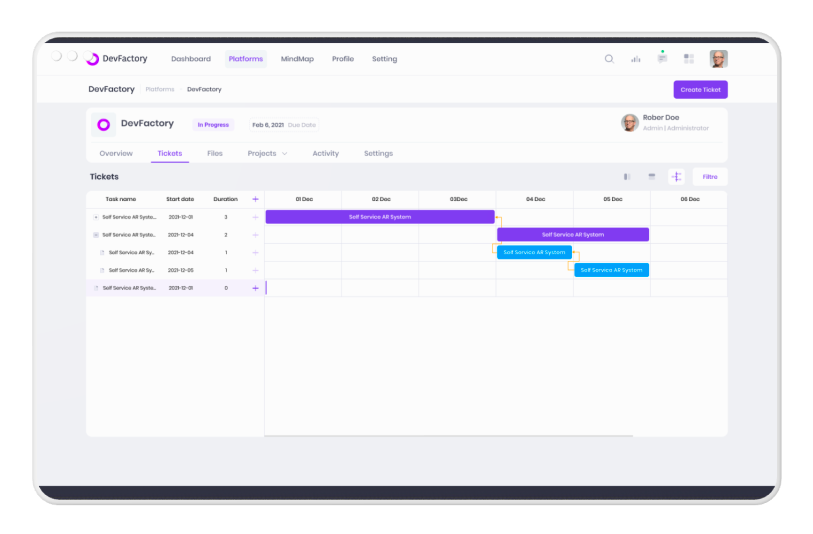 DevFactory Dashboard Platforms MindMap Profile Setting
DevFactory Platforms DevFactory Create Ticket
DevFactory In Progress Feb 6, 2021 Due Date Rober Doe
Admin | Administrator
Overview Tickets Files Projects Activity Settings
Tickets Filtro
Task name Start date Duration + 01 Dec 02 Dec 03Dec 04 Dec 05 Dec 06 Dec
Self Service AR Syste... 2021-12-01 3 + Self Service AR System
Self Service AR Syste... 2021-12-04 2 + Self Service AR System
Self Service AR Sy... 2021-12-04 1 + Self Service AR System
Self Service AR Sy... 2021-12-05 1 + Self Service AR System
Self Service AR Syste... 2021-12-01 0 +